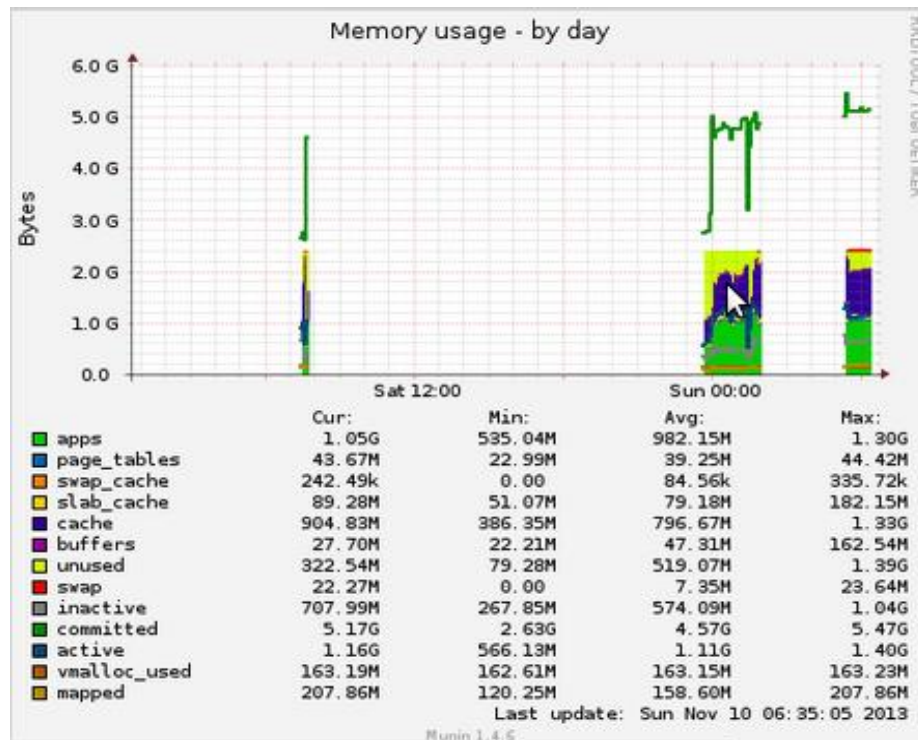 Memory usage - by day
6.0 G
5.0 G
4.0 G
3.0 G
2.0 G
1.0 G
0.0
Bytes
Sat 12:00 Sun 00:00
Cur: Min: Avg: Max:
apps 1.05G 535.04M 982.15M 1.30G
page_tables 43.67M 22.99M 39.25M 44.42M
swap_cache 242.49k 0.00 84.56k 335.72k
slab_cache 89.28M 51.07M 79.18M 182.15M
cache 904.83M 386.35M 796.67M 1.33G
buffers 27.70M 22.21M 47.31M 162.54M
unused 322.54M 79.28M 519.07M 1.39G
swap 22.27M 0.00 7.35M 23.64M
inactive 707.99M 267.85M 574.09M 1.04G
committed 5.17G 2.63G 4.57G 5.47G
active 1.16G 566.13M 1.11G 1.40G
vmalloc_used 163.19M 162.61M 163.15M 163.23M
mapped 207.86M 120.25M 158.60M 207.86M
Last update: Sun Nov 10 06:35:05 2013
Munin 1.4.6